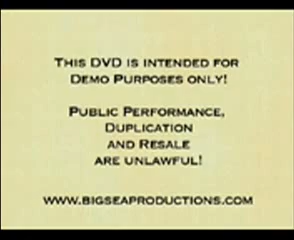 THIS DVD IS INTENDED FOR
DEMO PURPOSES ONLY!
PUBLIC PERFORMANCE,
DUPLICATION
AND RESALE
ARE UNLAWFUL!
WWW.BIGSEAPRODUCTIONS.COM